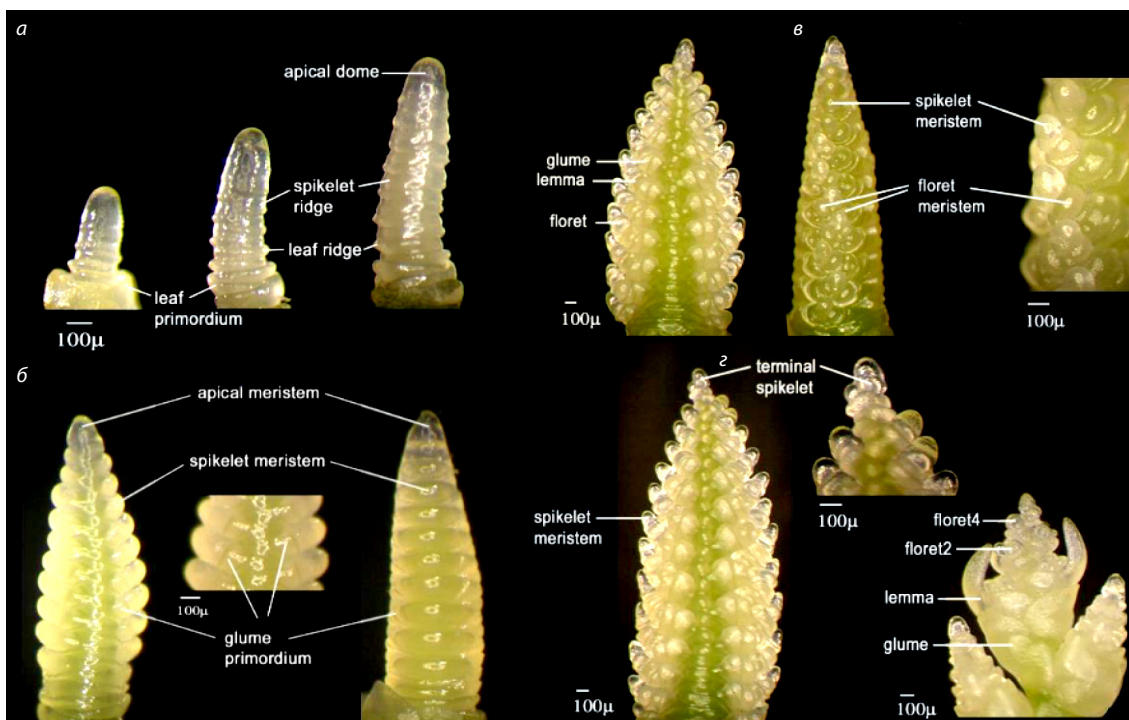 а
apical dome
spikelet
ridge
leaf ridge
leaf
primordium
100µ
в
glume
lemma
floret
spikelet
meristem
floret
meristem
100µ
100µ
б
apical meristem
spikelet meristem
100µ
glume
primordium
г
terminal
spikelet
spikelet
meristem
100µ
100µ
floret4
floret2
lemma
glume
100µ